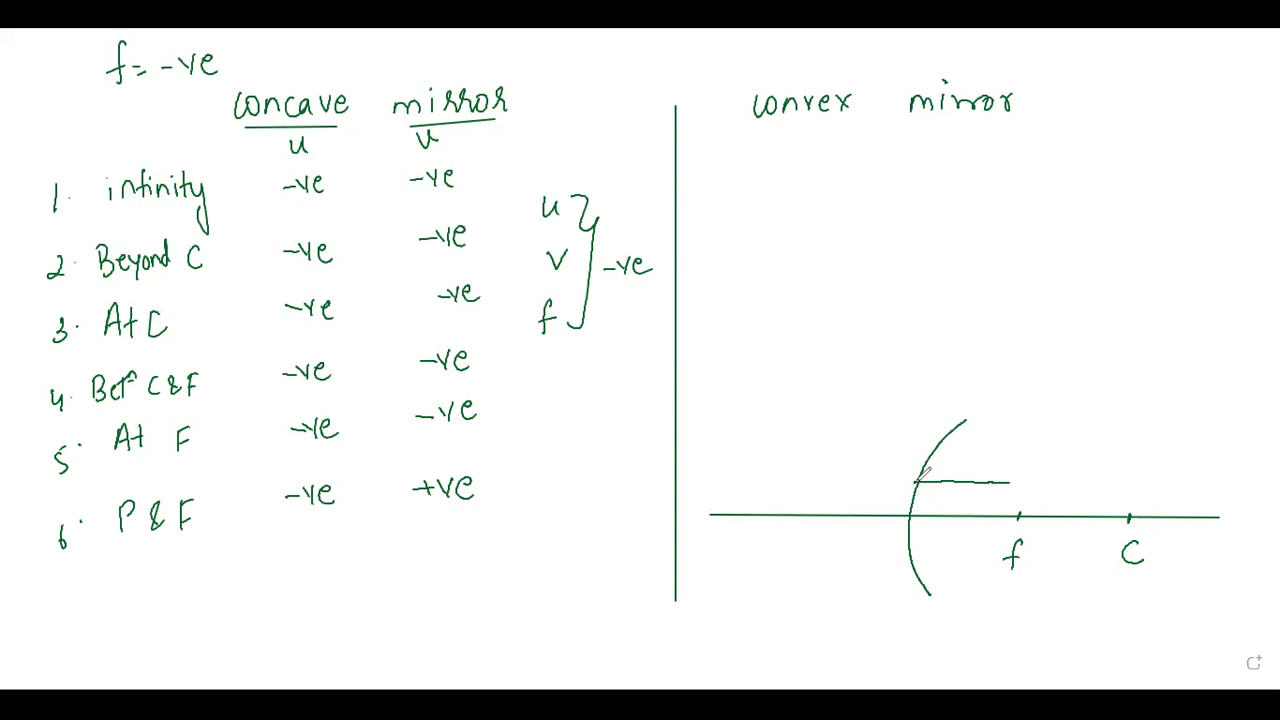 f = -ve
concave mirror
u v
1. infinity -ve -ve
2. Beyond C -ve -ve
3. At C -ve -ve
4. Betn C & F -ve -ve
5. At F -ve -ve
6. P & F -ve +ve
u
v -ve
f
convex mirror
f C